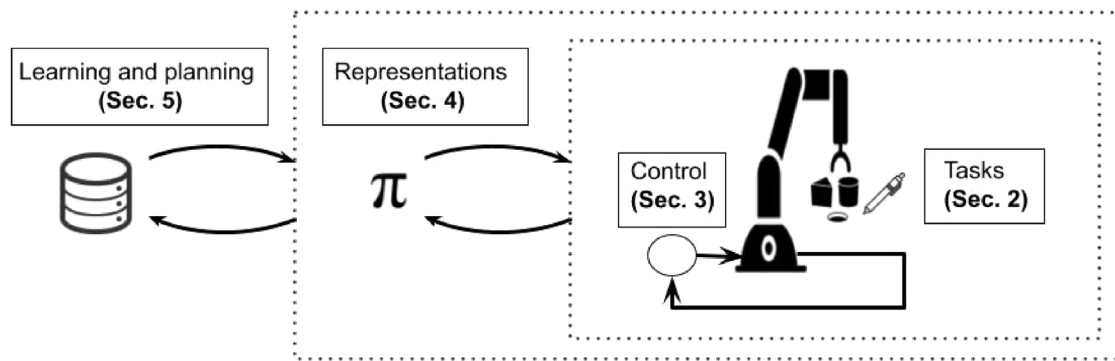 Learning and planning
(Sec. 5)
Representations
(Sec. 4)
π
Control
(Sec. 3)
Tasks
(Sec. 2)